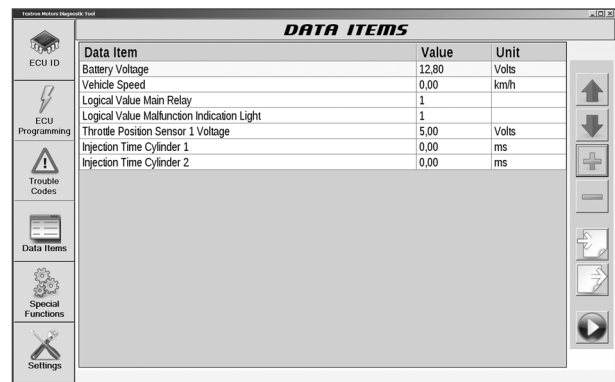 Textron Motors Diagnostic Tool
DATA ITEMS
ECU ID
ECU
Programming
Trouble
Codes
Data Items
Special
Functions
Settings
Data Item Value Unit
Battery Voltage 12,80 Volts
Vehicle Speed 0,00 km/h
Logical Value Main Relay 1
Logical Value Malfunction Indication Light 1
Throttle Position Sensor 1 Voltage 5,00 Volts
Injection Time Cylinder 1 0,00 ms
Injection Time Cylinder 2 0,00 ms